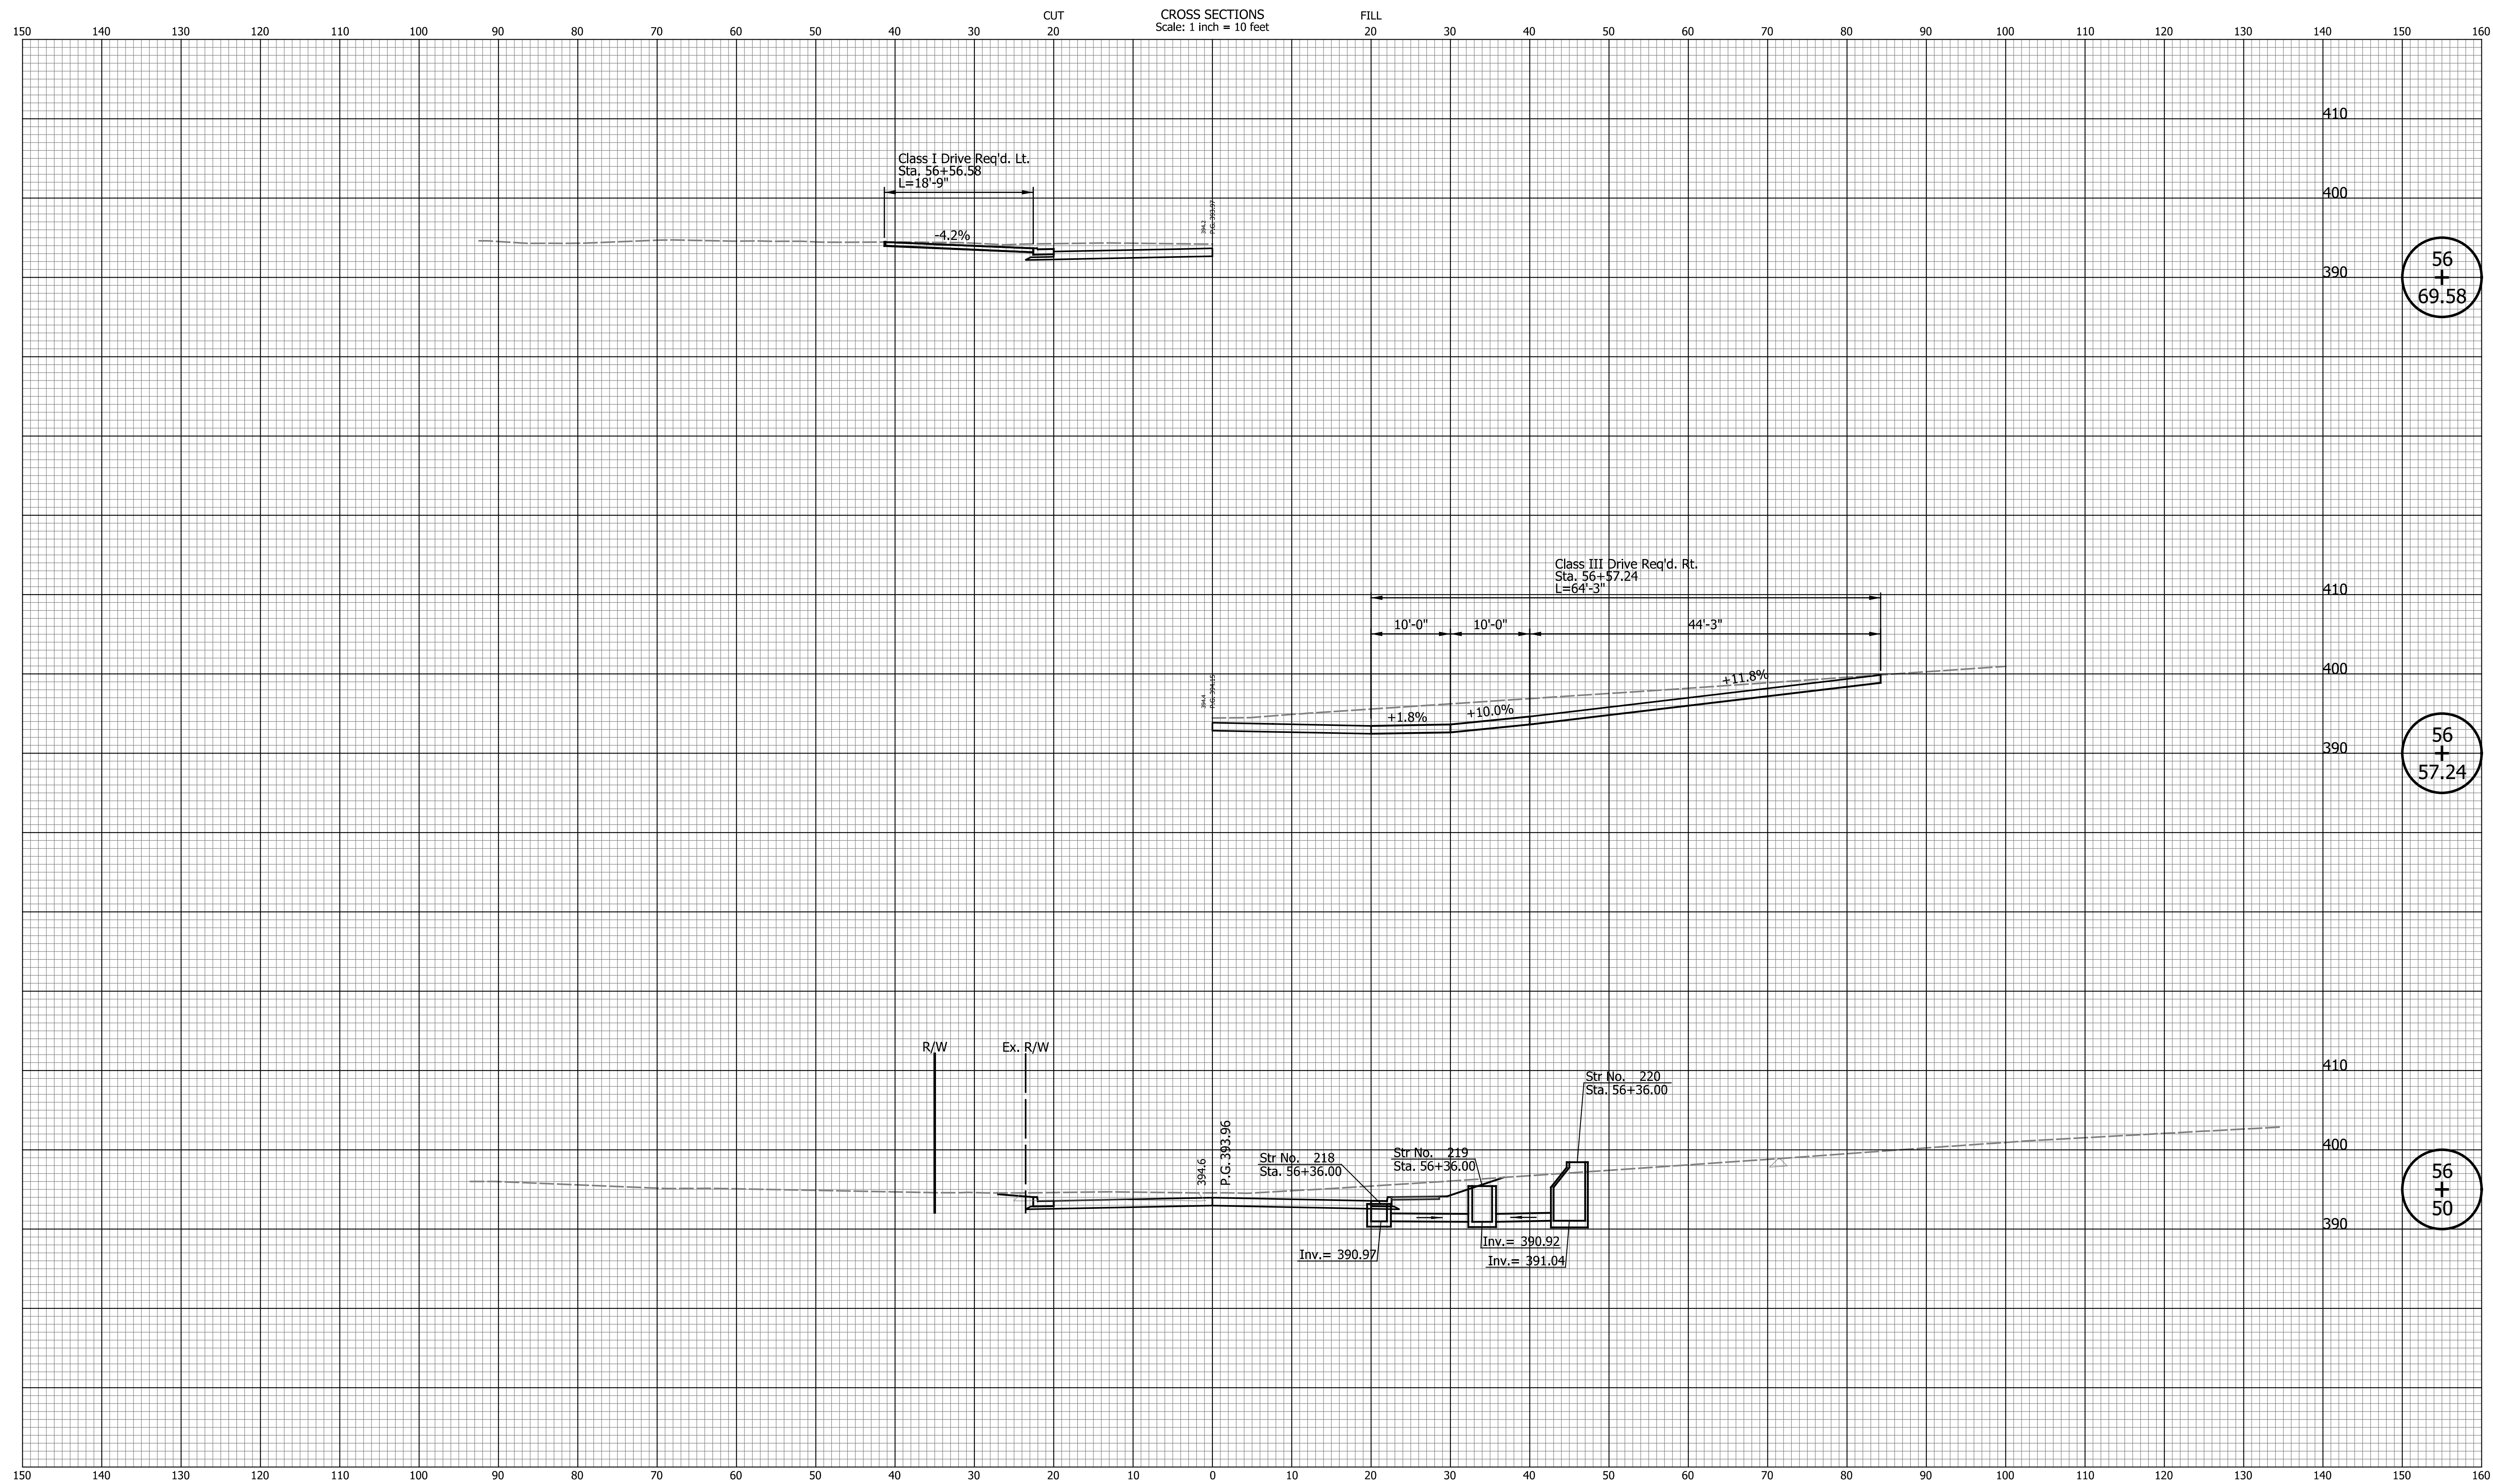 CUT CROSS SECTIONS FILL
Scale: 1 inch = 10 feet
150 140 130 120 110 100 90 80 70 60 50 40 30 20 20 30 40 50 60 70 80 90 100 110 120 130 140 150 160
410
Class I Drive Req'd. Lt.
Sta. 56+56.58
L=18'-9"
400
394.2
P.G. 393.97
-4.2%
390
56
+
69.58
Class III Drive Req'd. Rt.
Sta. 56+57.24
L=64'-3"
410
10'-0" 10'-0" 44'-3"
400
394.4
P.G. 394.15
+1.8%
+10.0%
+11.8%
390
56
+
57.24
R/W
Ex. R/W
410
Str No. 220
Sta. 56+36.00
394.6
P.G. 393.96
Str No. 218
Sta. 56+36.00
Str No. 219
Sta. 56+36.00
400
390
56
+
50
Inv.= 390.97
Inv.= 390.92
Inv.= 391.04
150 140 130 120 110 100 90 80 70 60 50 40 30 20 10 0 10 20 30 40 50 60 70 80 90 100 110 120 130 140 150 160